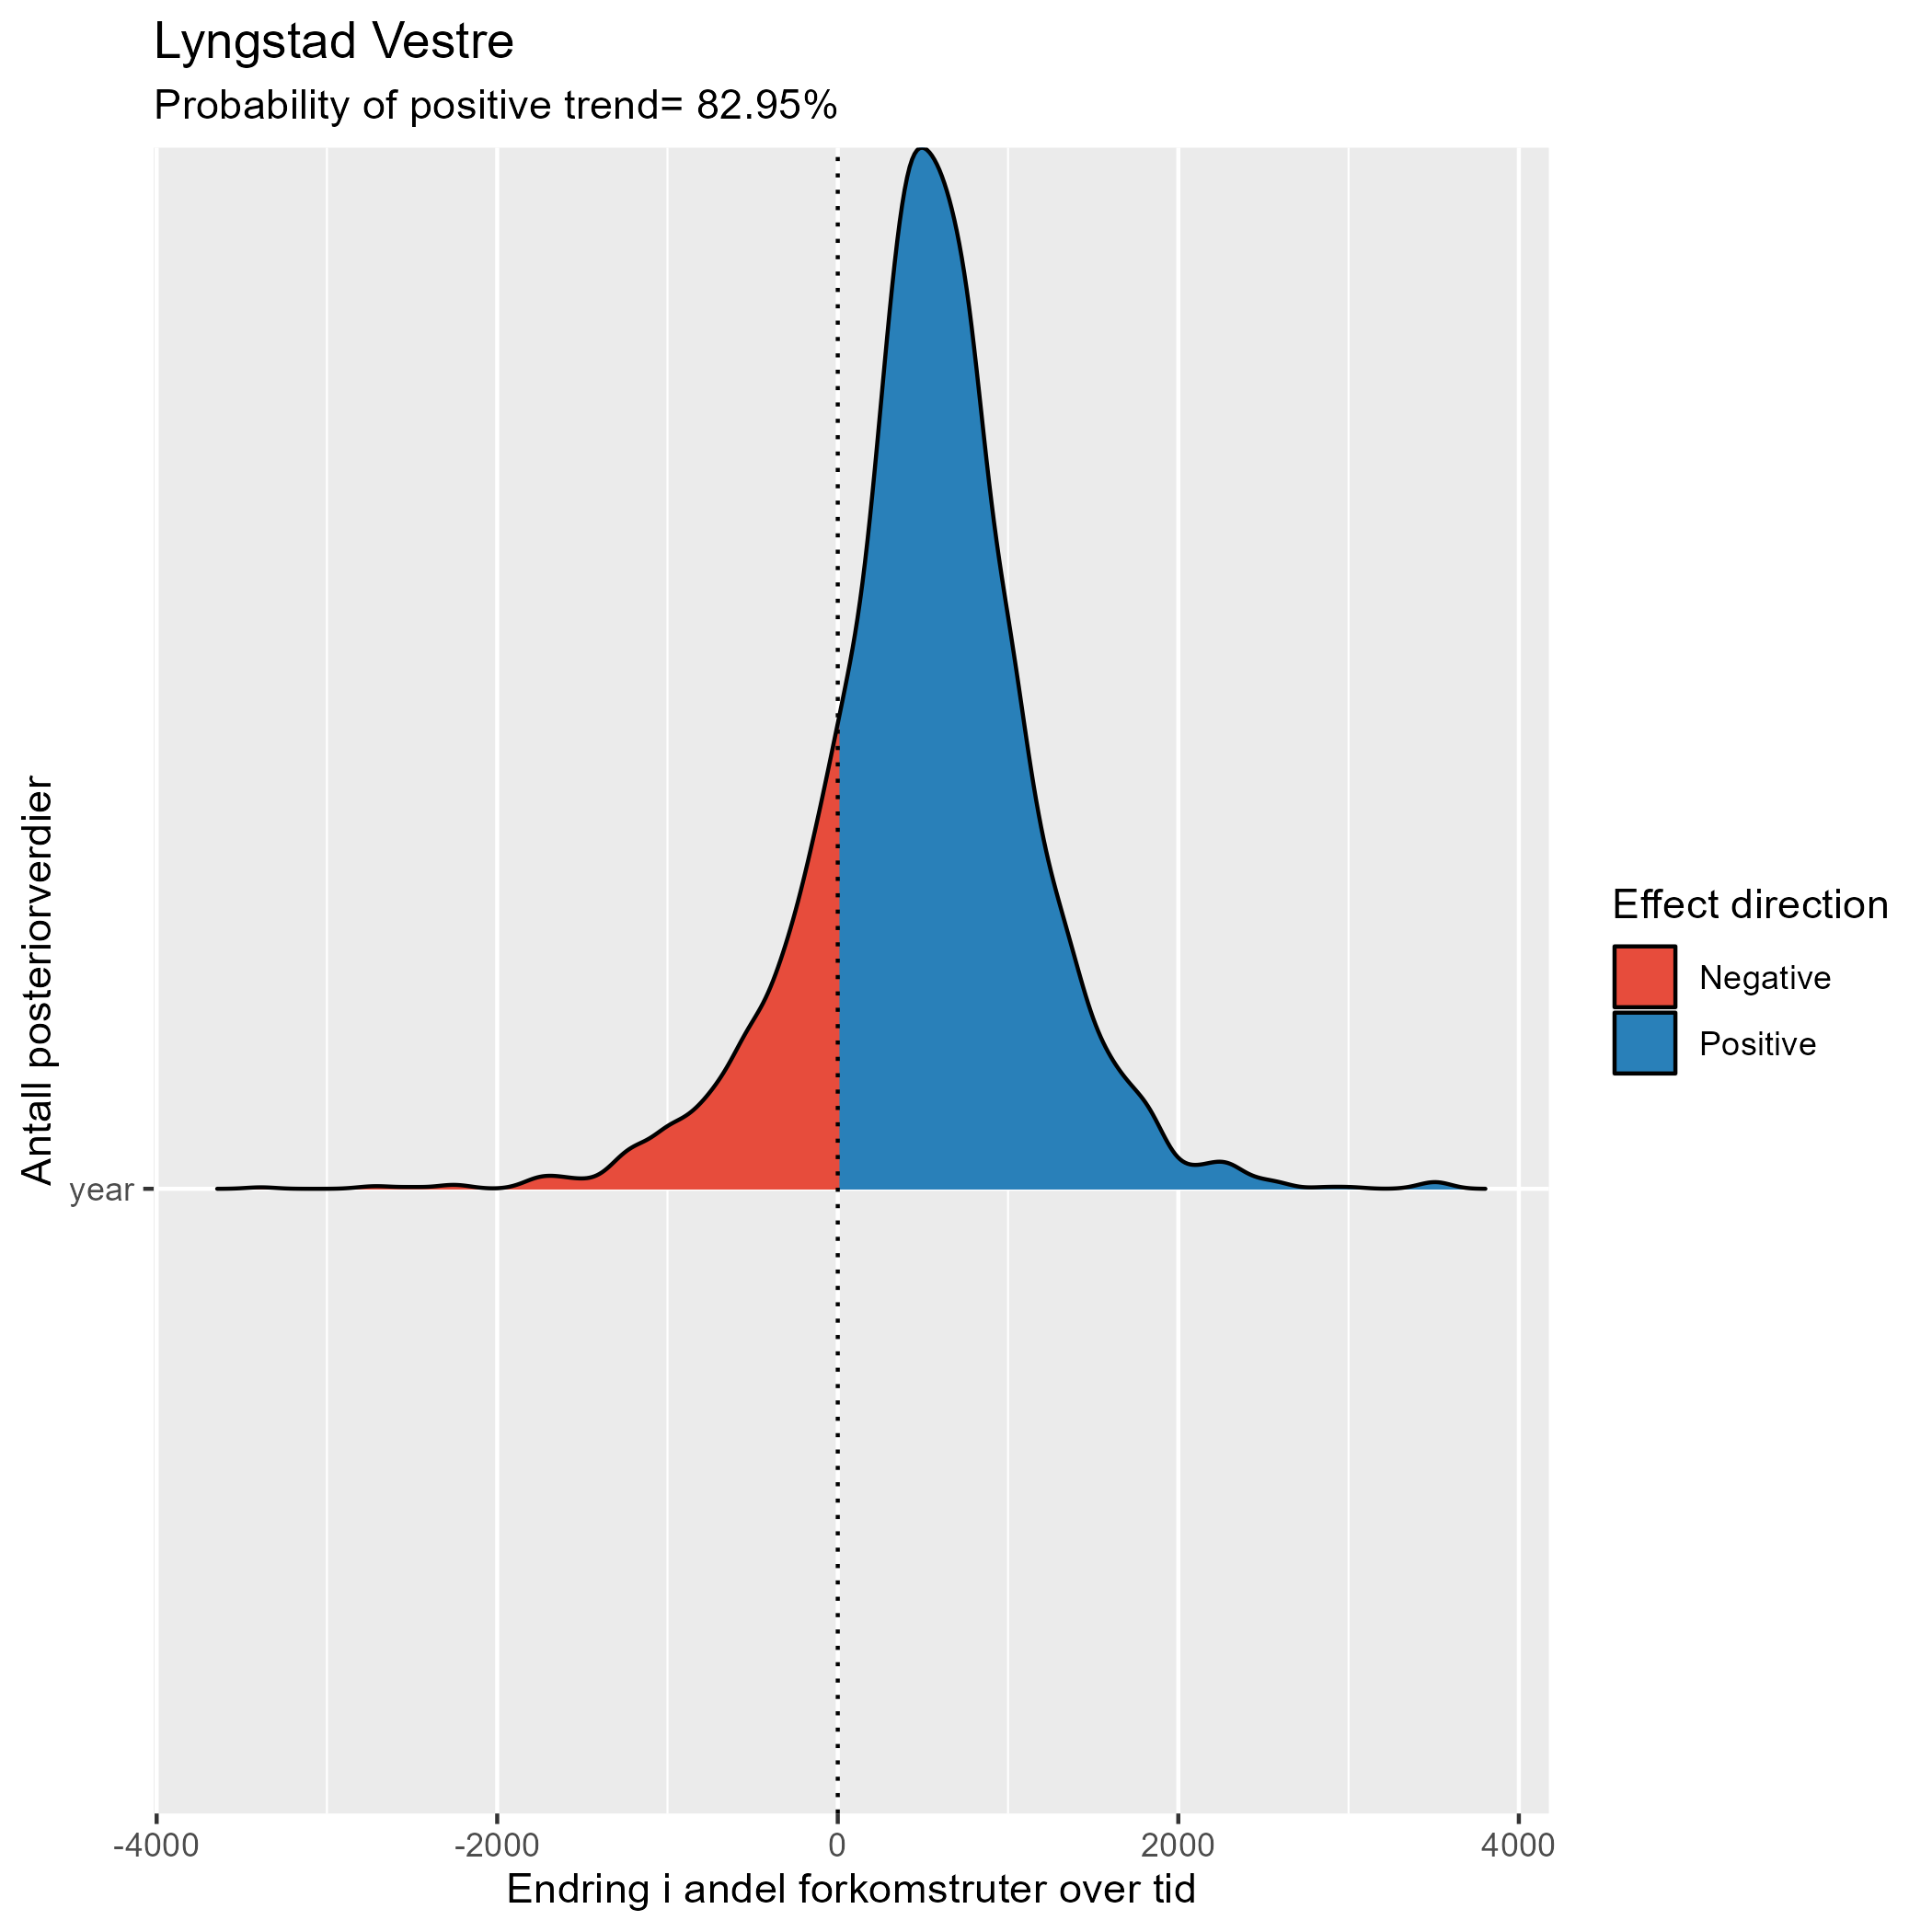 Lyngstad Vestre
Probability of positive trend= 82.95%
Antall posteriorverdier
year
-4000
-2000
0
2000
4000
Endring i andel forkomstruter over tid
Effect direction
Negative
Positive